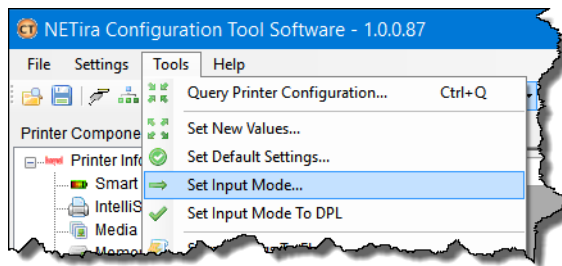 NETira Configuration Tool Software - 1.0.0.87
File Settings Tools Help
Query Printer Configuration... Ctrl+Q
Printer Compone
Set New Values...
Printer Info
Set Default Settings...
Smart
Set Input Mode...
IntelliS
Set Input Mode To DPL
Media